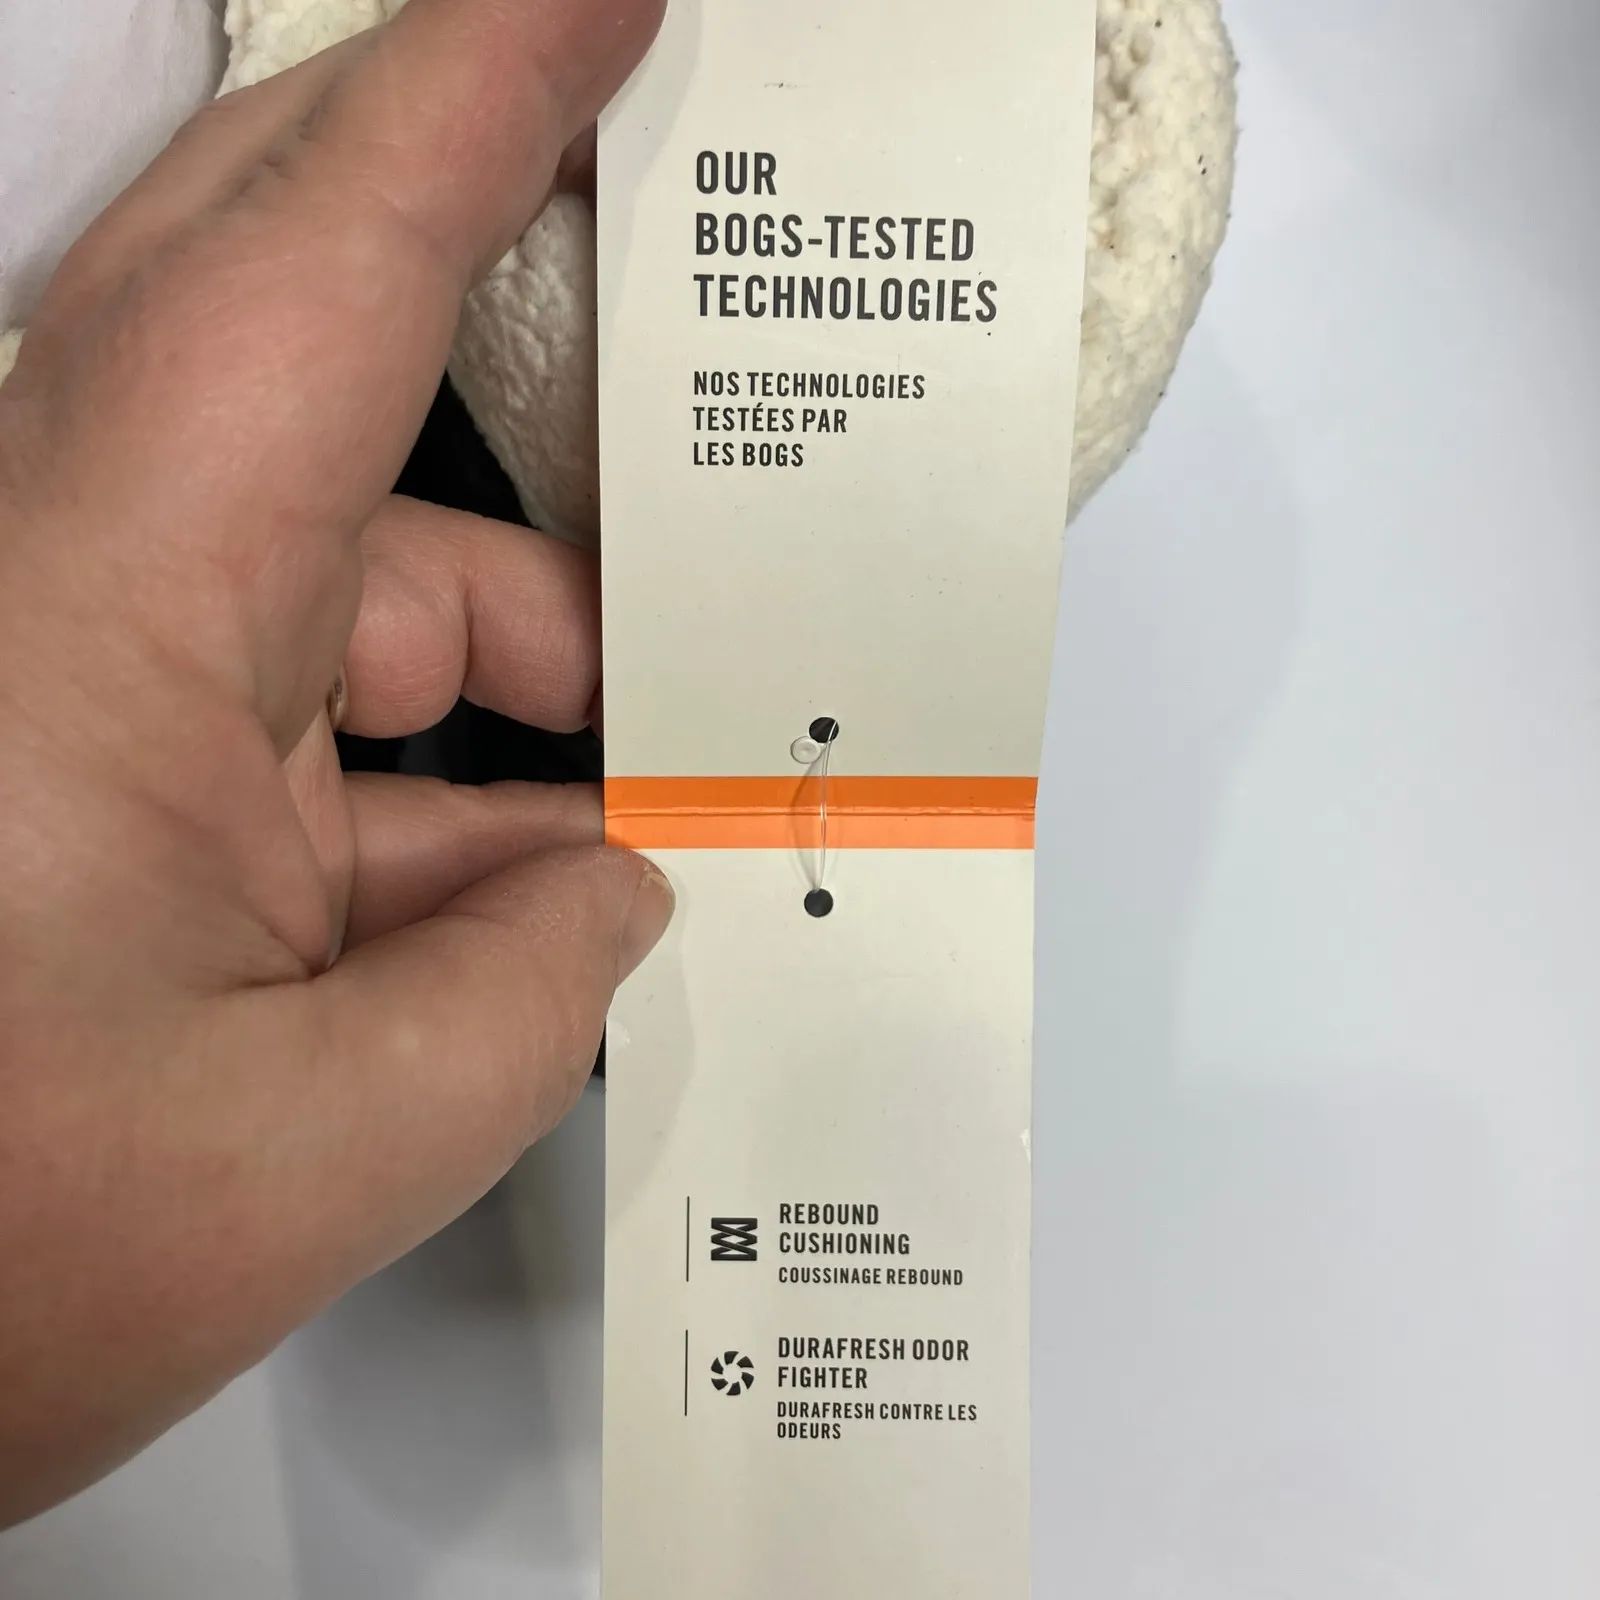 OUR
BOGS-TESTED
TECHNOLOGIES
NOS TECHNOLOGIES
TESTÉES PAR
LES BOGS
REBOUND
CUSHIONING
COUSSINAGE REBOUND
DURAFRESH ODOR
FIGHTER
DURAFRESH CONTRE LES
ODEURS